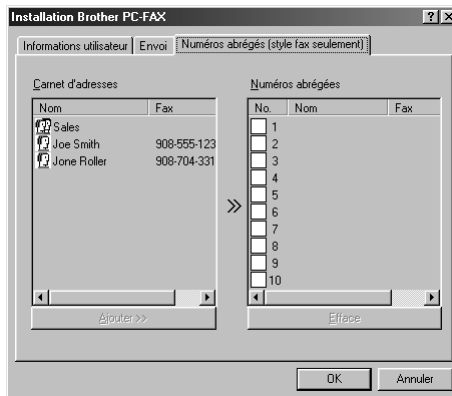 Installation Brother PC-FAX
Informations utilisateur Envoi Numéros abrégés (style fax seulement)
Carnet d'adresses
Nom Fax
Sales
Joe Smith 908-555-123
Jone Roller 908-704-331
Ajouter >>
Numéros abrégées
No. Nom Fax
1
2
3
4
5
6
7
8
9
10
Efface
OK Annuler